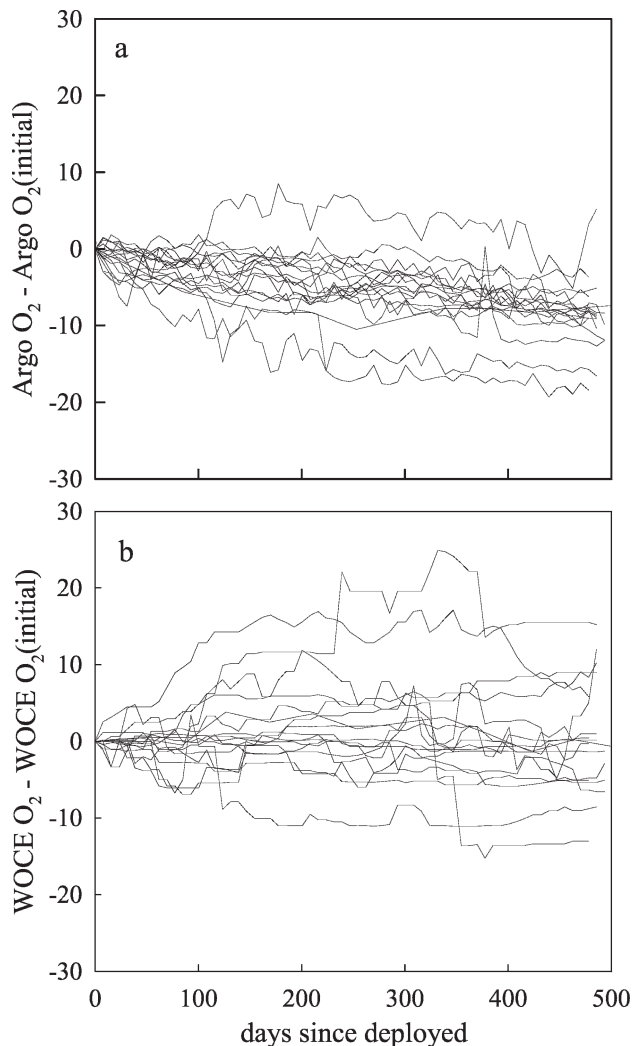 30
a
20
10
0
-10
-20
-30
Argo O2 - Argo O2(initial)
30
b
20
10
0
-10
-20
-30
WOCE O2 - WOCE O2(initial)
0 100 200 300 400 500
days since deployed